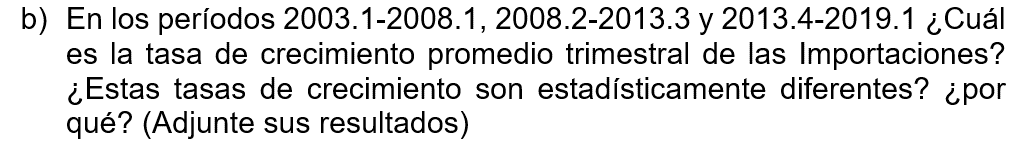 b) En los períodos 2003.1-2008.1, 2008.2-2013.3 y 2013.4-2019.1 ¿Cuál
es la tasa de crecimiento promedio trimestral de las Importaciones?
¿Estas tasas de crecimiento son estadísticamente diferentes? ¿por
qué? (Adjunte sus resultados)